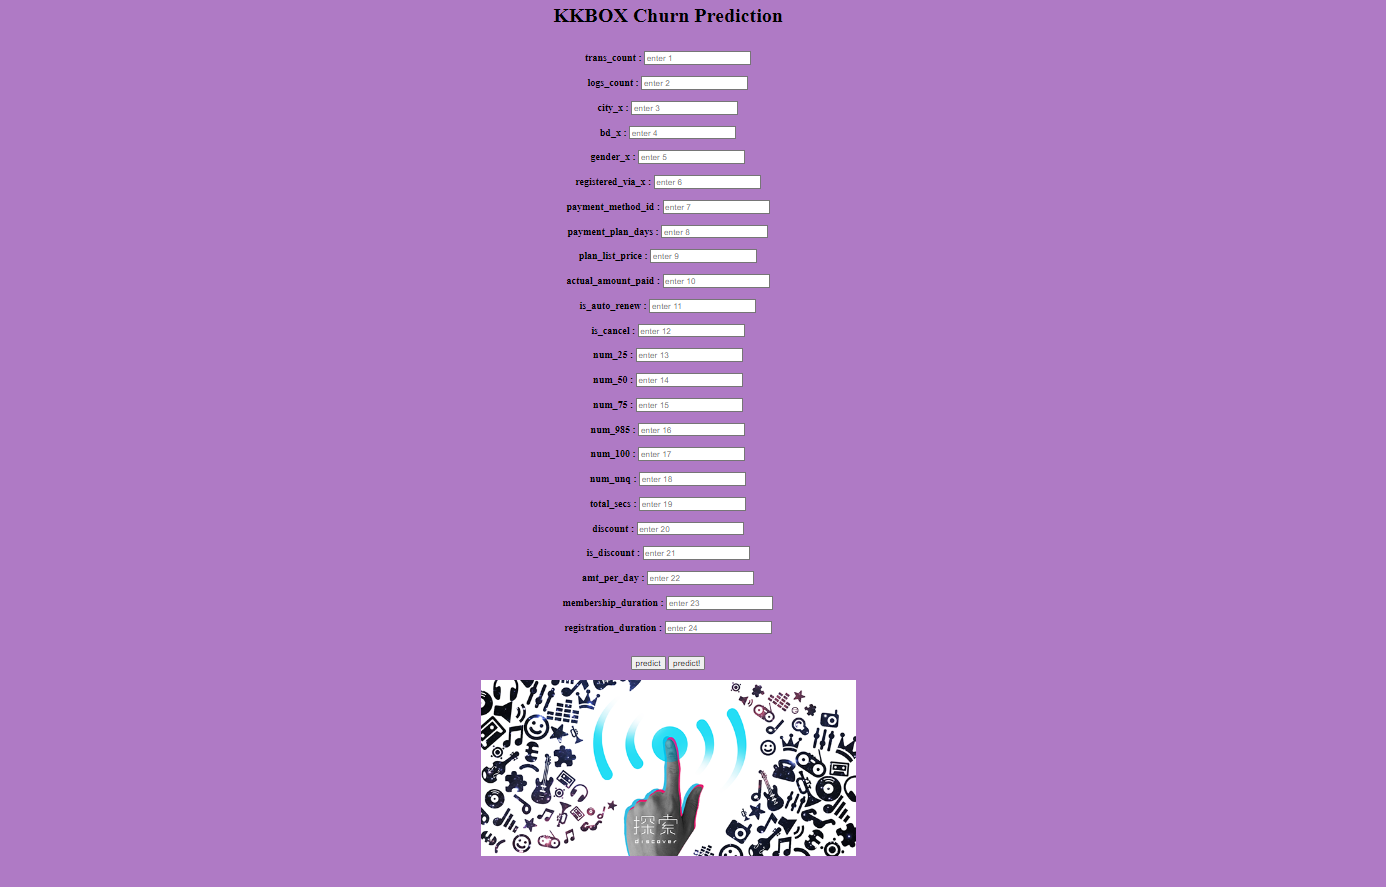 KKBOX Churn Prediction
trans_count : enter 1
logs_count : enter 2
city_x : enter 3
bd_x : enter 4
gender_x : enter 5
registered_via_x : enter 6
payment_method_id : enter 7
payment_plan_days : enter 8
plan_list_price : enter 9
actual_amount_paid : enter 10
is_auto_renew : enter 11
is_cancel : enter 12
num_25 : enter 13
num_50 : enter 14
num_75 : enter 15
num_985 : enter 16
num_100 : enter 17
num_unq : enter 18
total_secs : enter 19
discount : enter 20
is_discount : enter 21
amt_per_day : enter 22
membership_duration : enter 23
registration_duration : enter 24
predict predict!
探索
discover